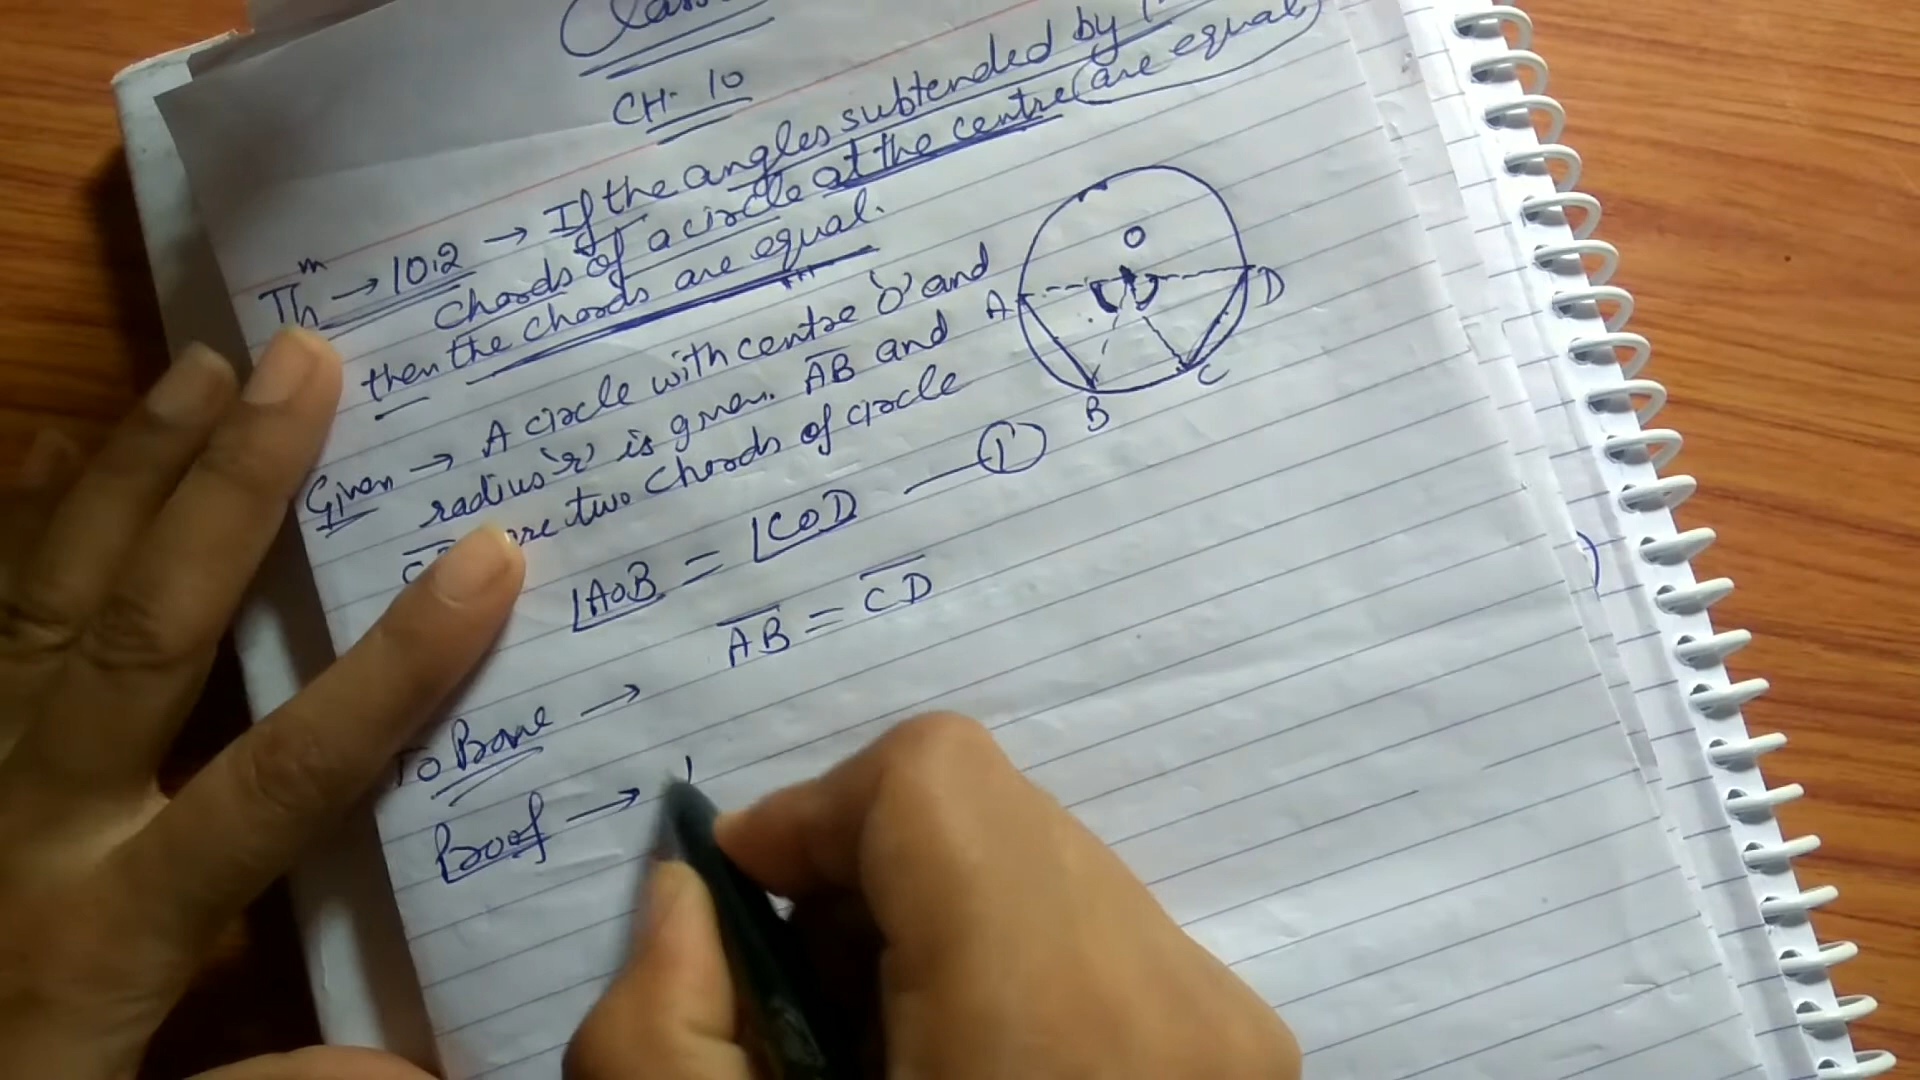 Class
CH- 10
Thm → 10.2 → If the angles subtended by
chords of a circle at the centre (are equal)
then the chords are equal.
Given → A circle with centre 'O' and
radius 'r' is given. AB and
are two chords of circle
∠AOB = ∠COD — 1
To Prove → AB = CD
Proof →
O
A
D
B
C